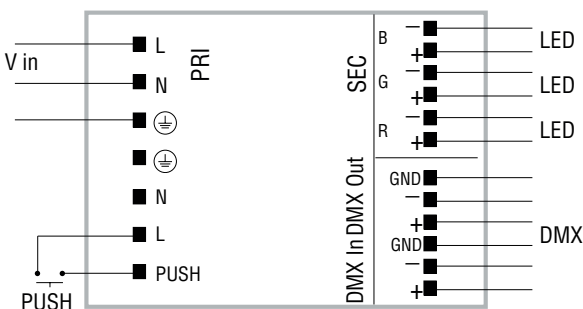 V in
L
N
N
L
PUSH
PUSH
PRI
SEC
B − +
G − +
R − +
LED
LED
LED
DMX Out
GND
−
+
DMX In
GND
−
+
DMX